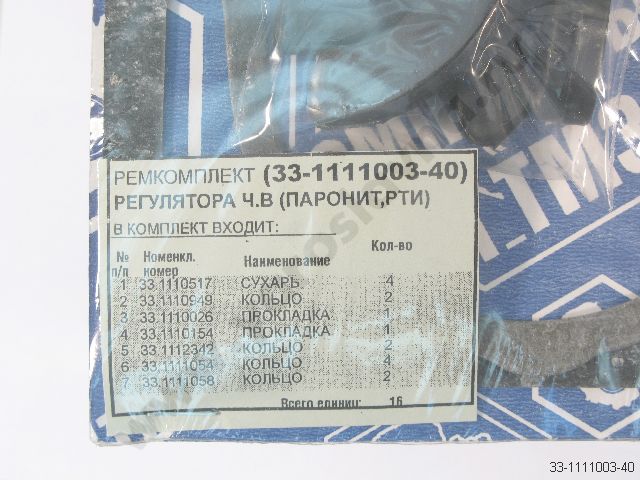 РЕМКОМПЛЕКТ (33-1111003-40)
РЕГУЛЯТОРА Ч.В (ПАРОНИТ,РТИ)
В КОМПЛЕКТ ВХОДИТ:
№ п/п Номенкл. номер Наименование Кол-во
1 33.1110517 СУХАРЬ 4
2 33.1110949 КОЛЬЦО 2
3 33.1110026 ПРОКЛАДКА 1
4 33.1110154 ПРОКЛАДКА 1
5 33.1112342 КОЛЬЦО 2
6 33.1111054 КОЛЬЦО 4
7 33.1111058 КОЛЬЦО 2
Всего единиц: 16
33-1111003-40